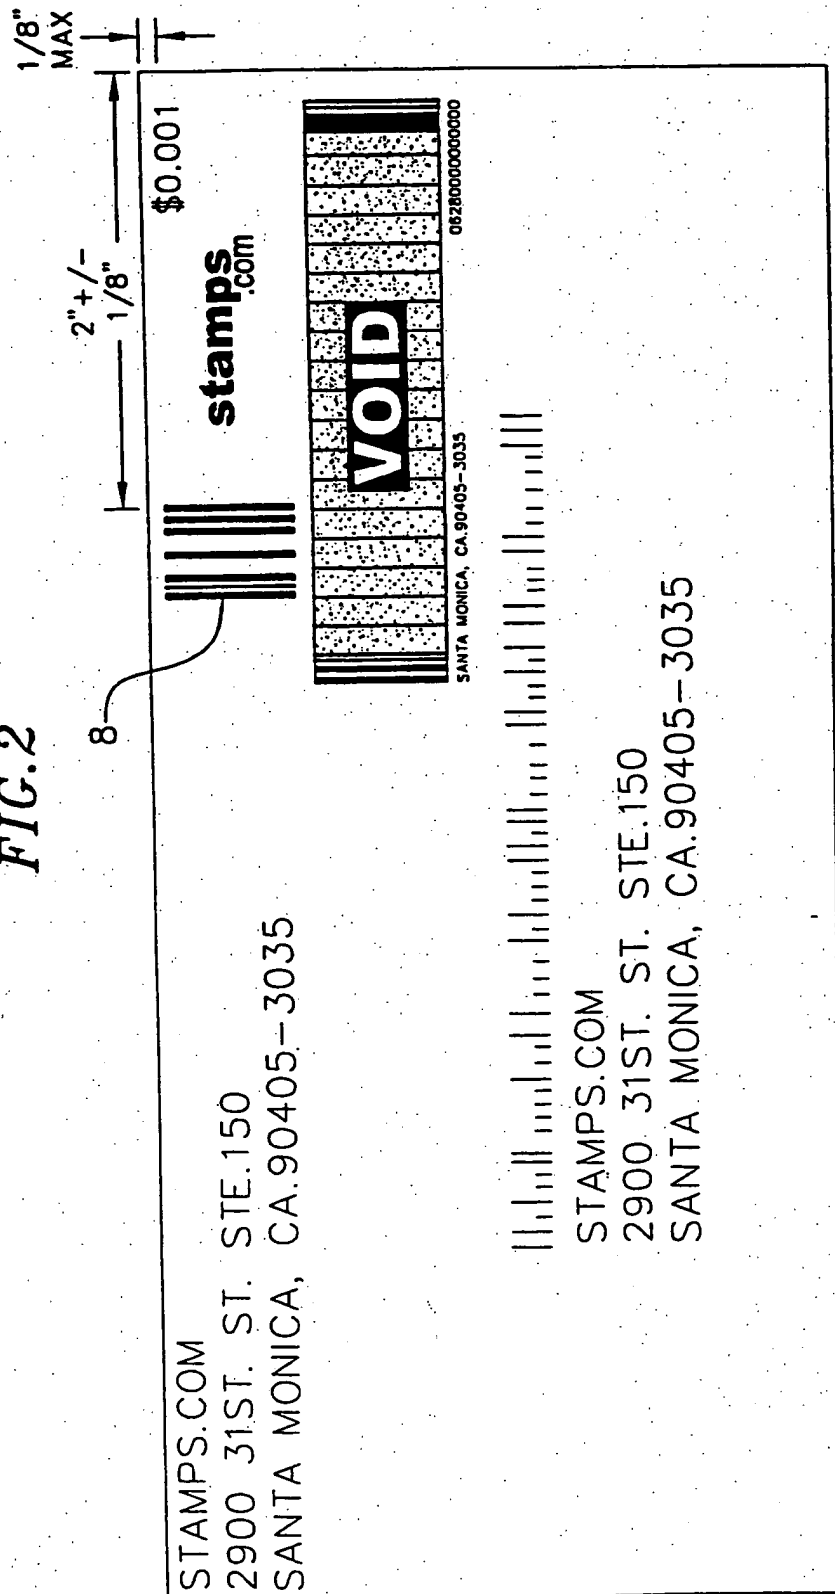 FIG.2
1/8"
MAX
2"+/-
1/8"
8
$0.001
stamps
.com
VOID
SANTA MONICA, CA.90405-3035
0628000000000000
STAMPS.COM
2900 31ST. ST. STE.150
SANTA MONICA, CA.90405-3035
STAMPS.COM
2900 31ST. ST. STE.150
SANTA MONICA, CA.90405-3035